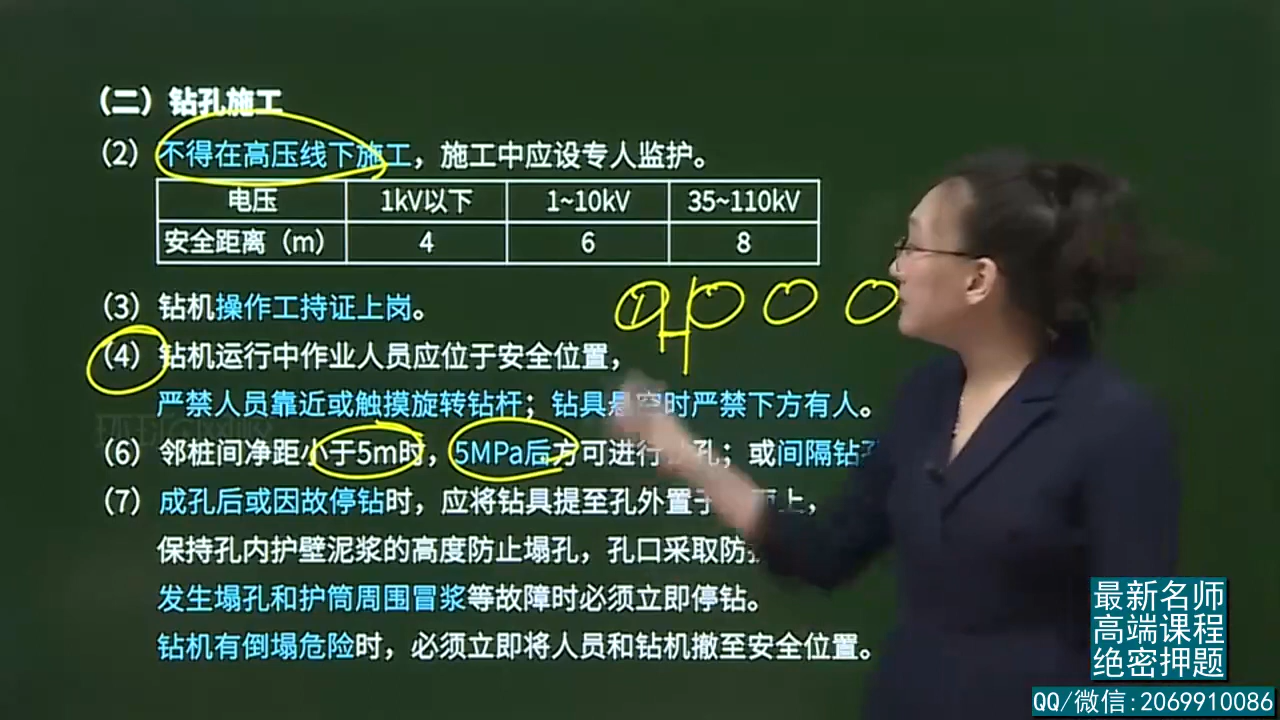 （二）钻孔施工
（2）不得在高压线下施工，施工中应设专人监护。
电压 1kV以下 1~10kV 35~110kV
安全距离（m） 4 6 8
（3）钻机操作工持证上岗。
（4）钻机运行中作业人员应位于安全位置，
严禁人员靠近或触摸旋转钻杆；钻具悬空时严禁下方有人。
（6）邻桩间净距小于5m时，5MPa后方可进行 孔；或间隔钻孔
（7）成孔后或因故停钻时，应将钻具提至孔外置于 上，
保持孔内护壁泥浆的高度防止塌孔，孔口采取防护
发生塌孔和护筒周围冒浆等故障时必须立即停钻。
钻机有倒塌危险时，必须立即将人员和钻机撤至安全位置。
最新名师
高端课程
绝密押题
QQ/微信:2069910086